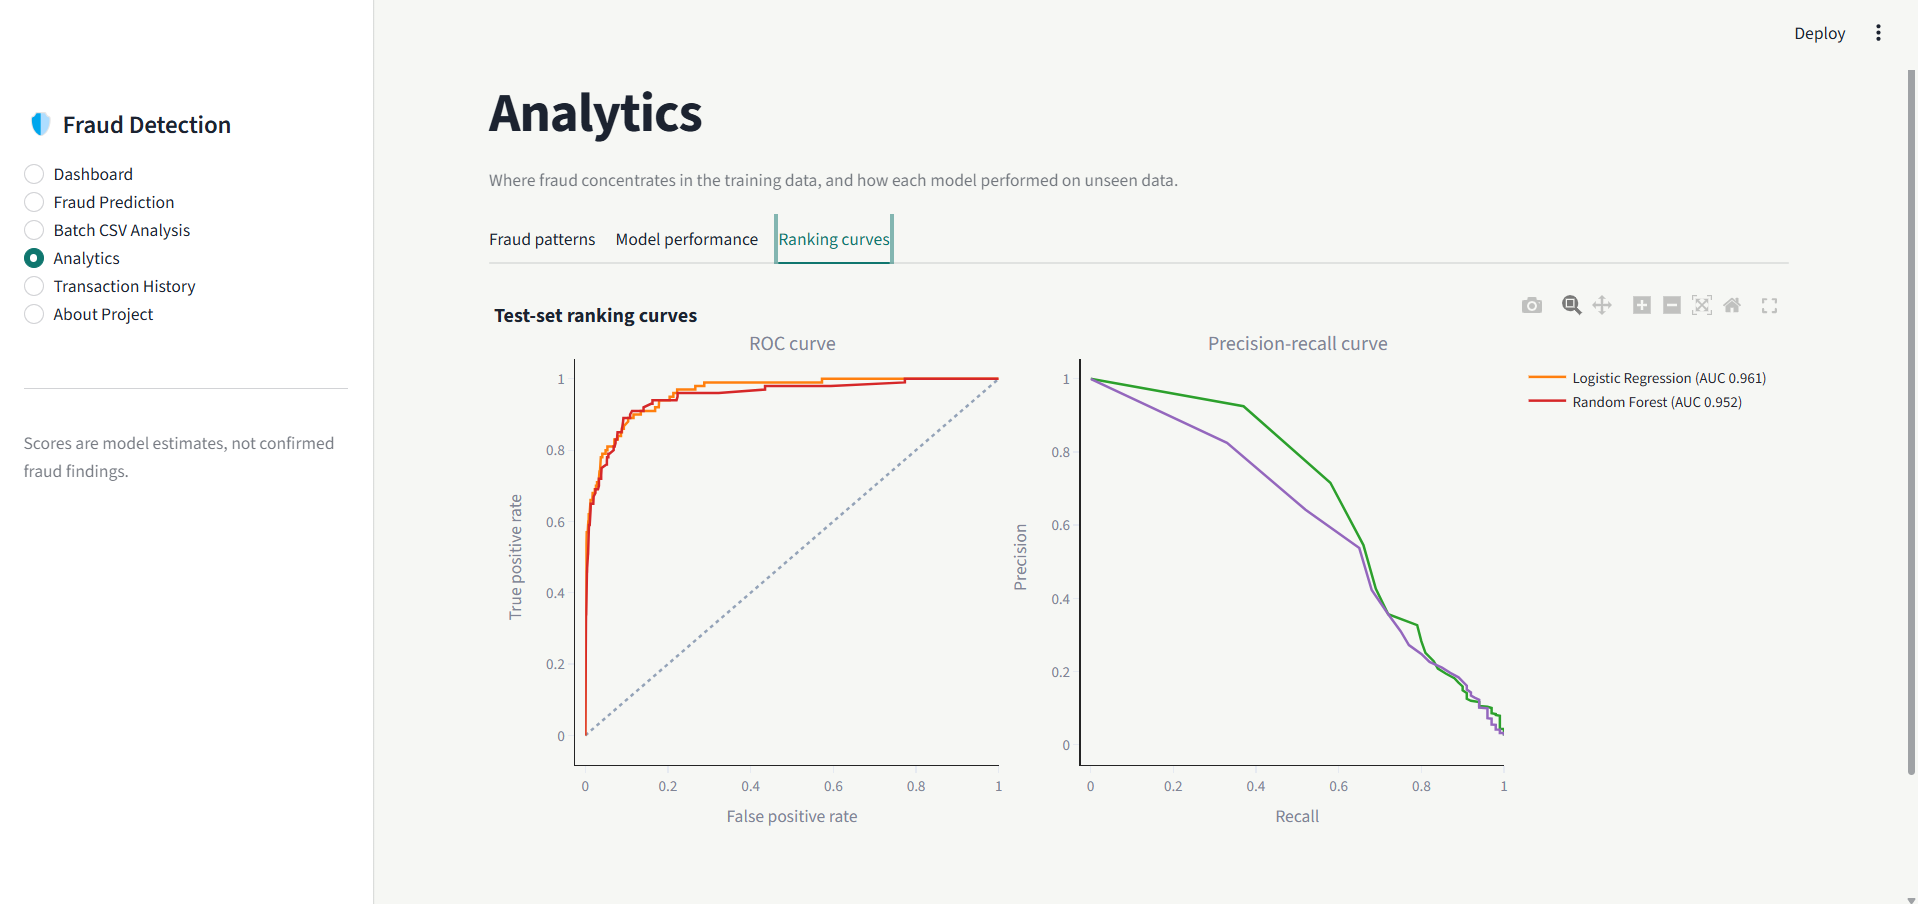 Deploy
Fraud Detection
Dashboard
Fraud Prediction
Batch CSV Analysis
Analytics
Transaction History
About Project
Scores are model estimates, not confirmed
fraud findings.
Analytics
Where fraud concentrates in the training data, and how each model performed on unseen data.
Fraud patterns
Model performance
Ranking curves
Test-set ranking curves
ROC curve
1
0.8
0.6
0.4
0.2
0
True positive rate
0 0.2 0.4 0.6 0.8 1
False positive rate
Precision-recall curve
1
0.8
0.6
0.4
0.2
0
Precision
0 0.2 0.4 0.6 0.8 1
Recall
Logistic Regression (AUC 0.961)
Random Forest (AUC 0.952)